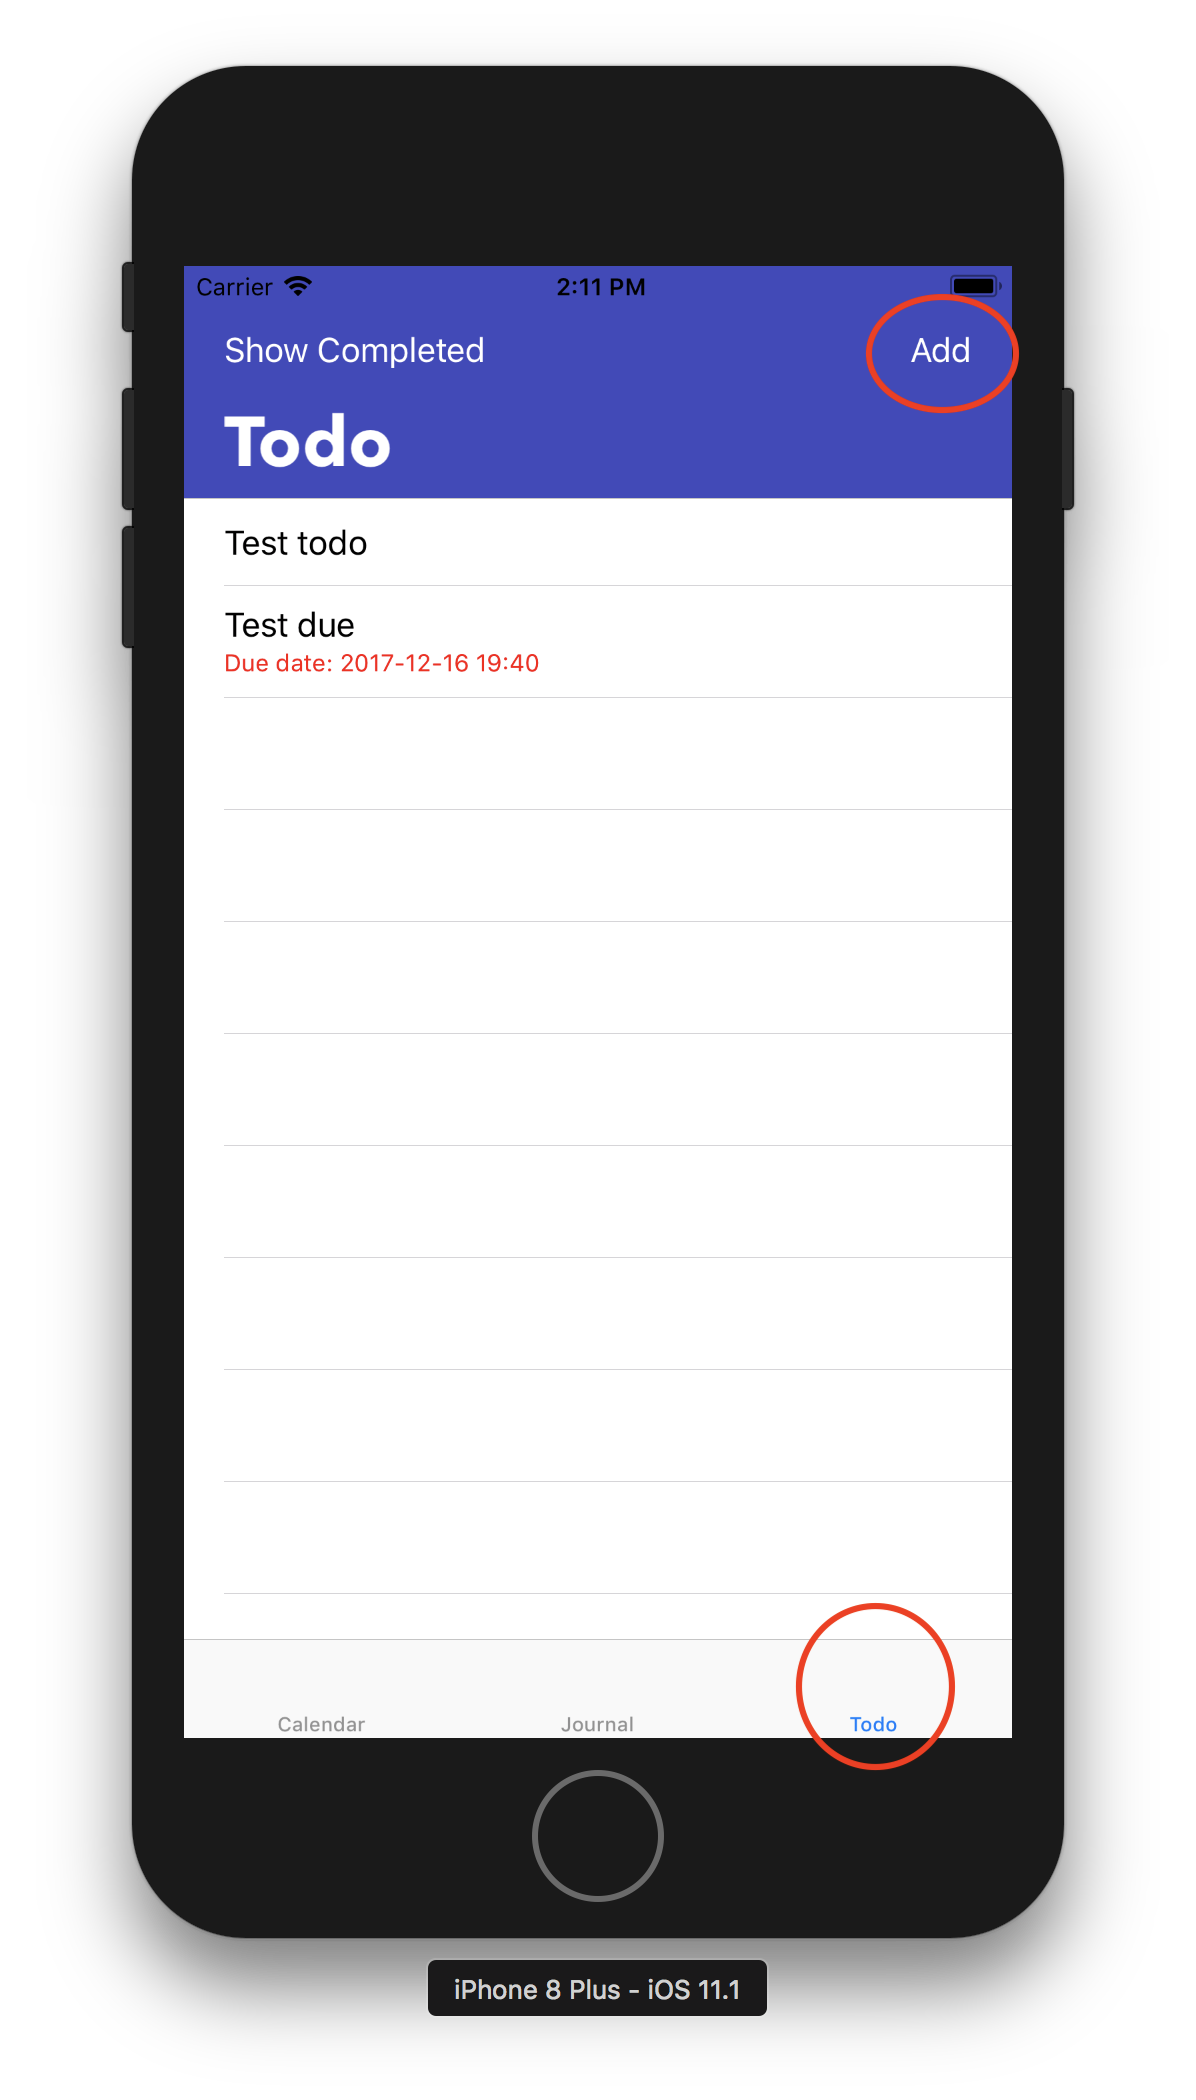 Carrier 2:11 PM
Show Completed Add
Todo
Test todo
Test due
Due date: 2017-12-16 19:40
Calendar Journal Todo
iPhone 8 Plus - iOS 11.1